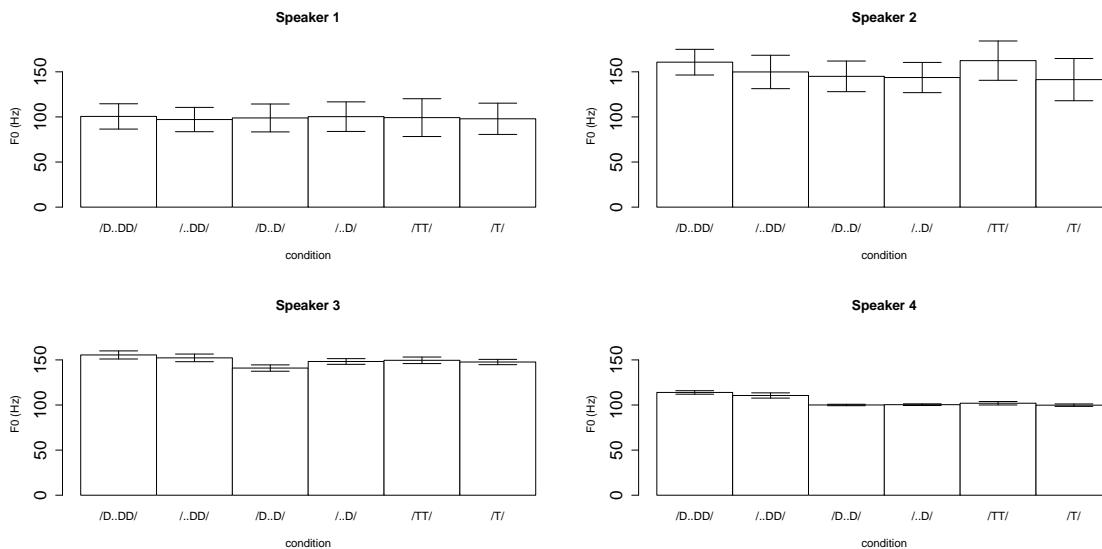 Speaker 1
F0 (Hz)
0 50 100 150
/D..DD/ /..DD/ /D..D/ /..D/ /TT/ /T/
condition
Speaker 2
F0 (Hz)
0 50 100 150
/D..DD/ /..DD/ /D..D/ /..D/ /TT/ /T/
condition
Speaker 3
F0 (Hz)
0 50 100 150
/D..DD/ /..DD/ /D..D/ /..D/ /TT/ /T/
condition
Speaker 4
F0 (Hz)
0 50 100 150
/D..DD/ /..DD/ /D..D/ /..D/ /TT/ /T/
condition